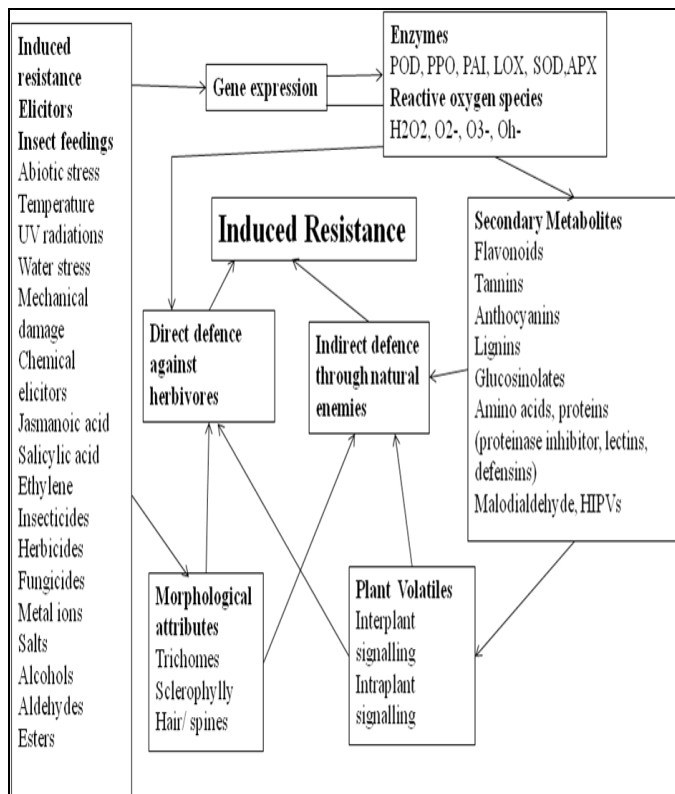 Induced
resistance
Elicitors
Insect feedings
Abiotic stress
Temperature
UV radiations
Water stress
Mechanical
damage
Chemical
elicitors
Jasmanoic acid
Salicylic acid
Ethylene
Insecticides
Herbicides
Fungicides
Metal ions
Salts
Alcohols
Aldehydes
Esters
Gene expression
Enzymes
POD, PPO, PAI, LOX, SOD,APX
Reactive oxygen species
H2O2, O2-, O3-, Oh-
Induced Resistance
Direct defence
against
herbivores
Indirect defence
through natural
enemies
Secondary Metabolites
Flavonoids
Tannins
Anthocyanins
Lignins
Glucosinolates
Amino acids, proteins
(proteinase inhibitor, lectins,
defensins)
Malodialdehyde, HIPVs
Morphological
attributes
Trichomes
Sclerophylly
Hair/ spines
Plant Volatiles
Interplant
signalling
Intraplant
signalling